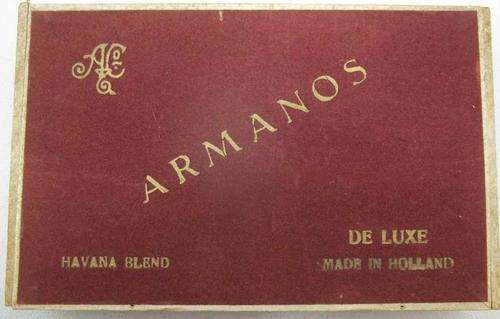 ARMANOS
HAVANA BLEND
DE LUXE
MADE IN HOLLAND